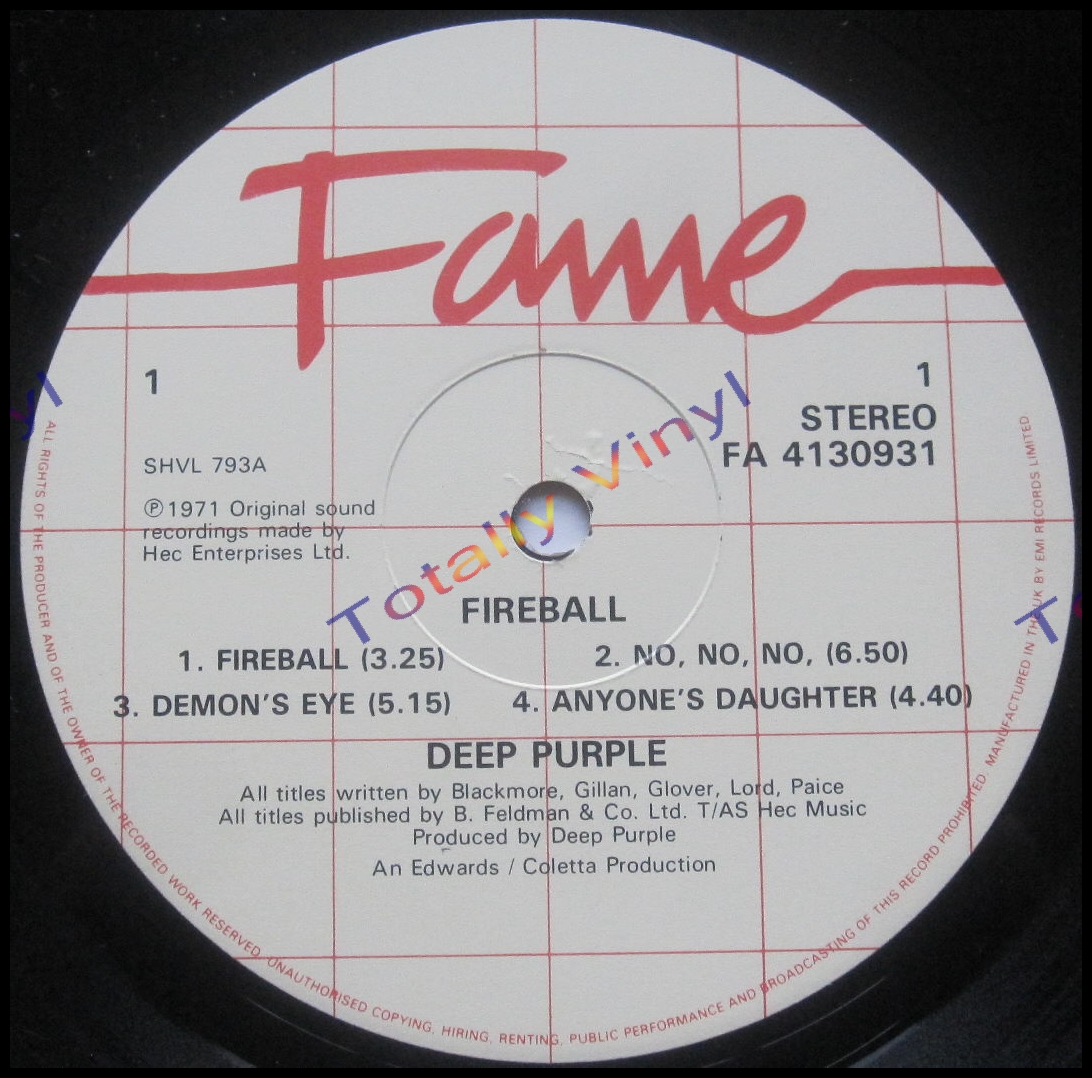 Fame
1
1
STEREO
FA 4130931
SHVL 793A
℗1971 Original sound
recordings made by
Hec Enterprises Ltd.
Totally Vinyl
yl
T
FIREBALL
1. FIREBALL (3.25)
2. NO, NO, NO, (6.50)
3. DEMON'S EYE (5.15)
4. ANYONE'S DAUGHTER (4.40)
DEEP PURPLE
All titles written by Blackmore, Gillan, Glover, Lord, Paice
All titles published by B. Feldman & Co. Ltd. T/AS Hec Music
Produced by Deep Purple
An Edwards / Coletta Production
ALL RIGHTS OF THE PRODUCER AND OF THE OWNER OF THE RECORDED WORK RESERVED. UNAUTHORISED COPYING, HIRING, RENTING, PUBLIC PERFORMANCE AND BROADCASTING OF THIS RECORD PROHIBITED. MANUFACTURED IN THE UK BY EMI RECORDS LIMITED